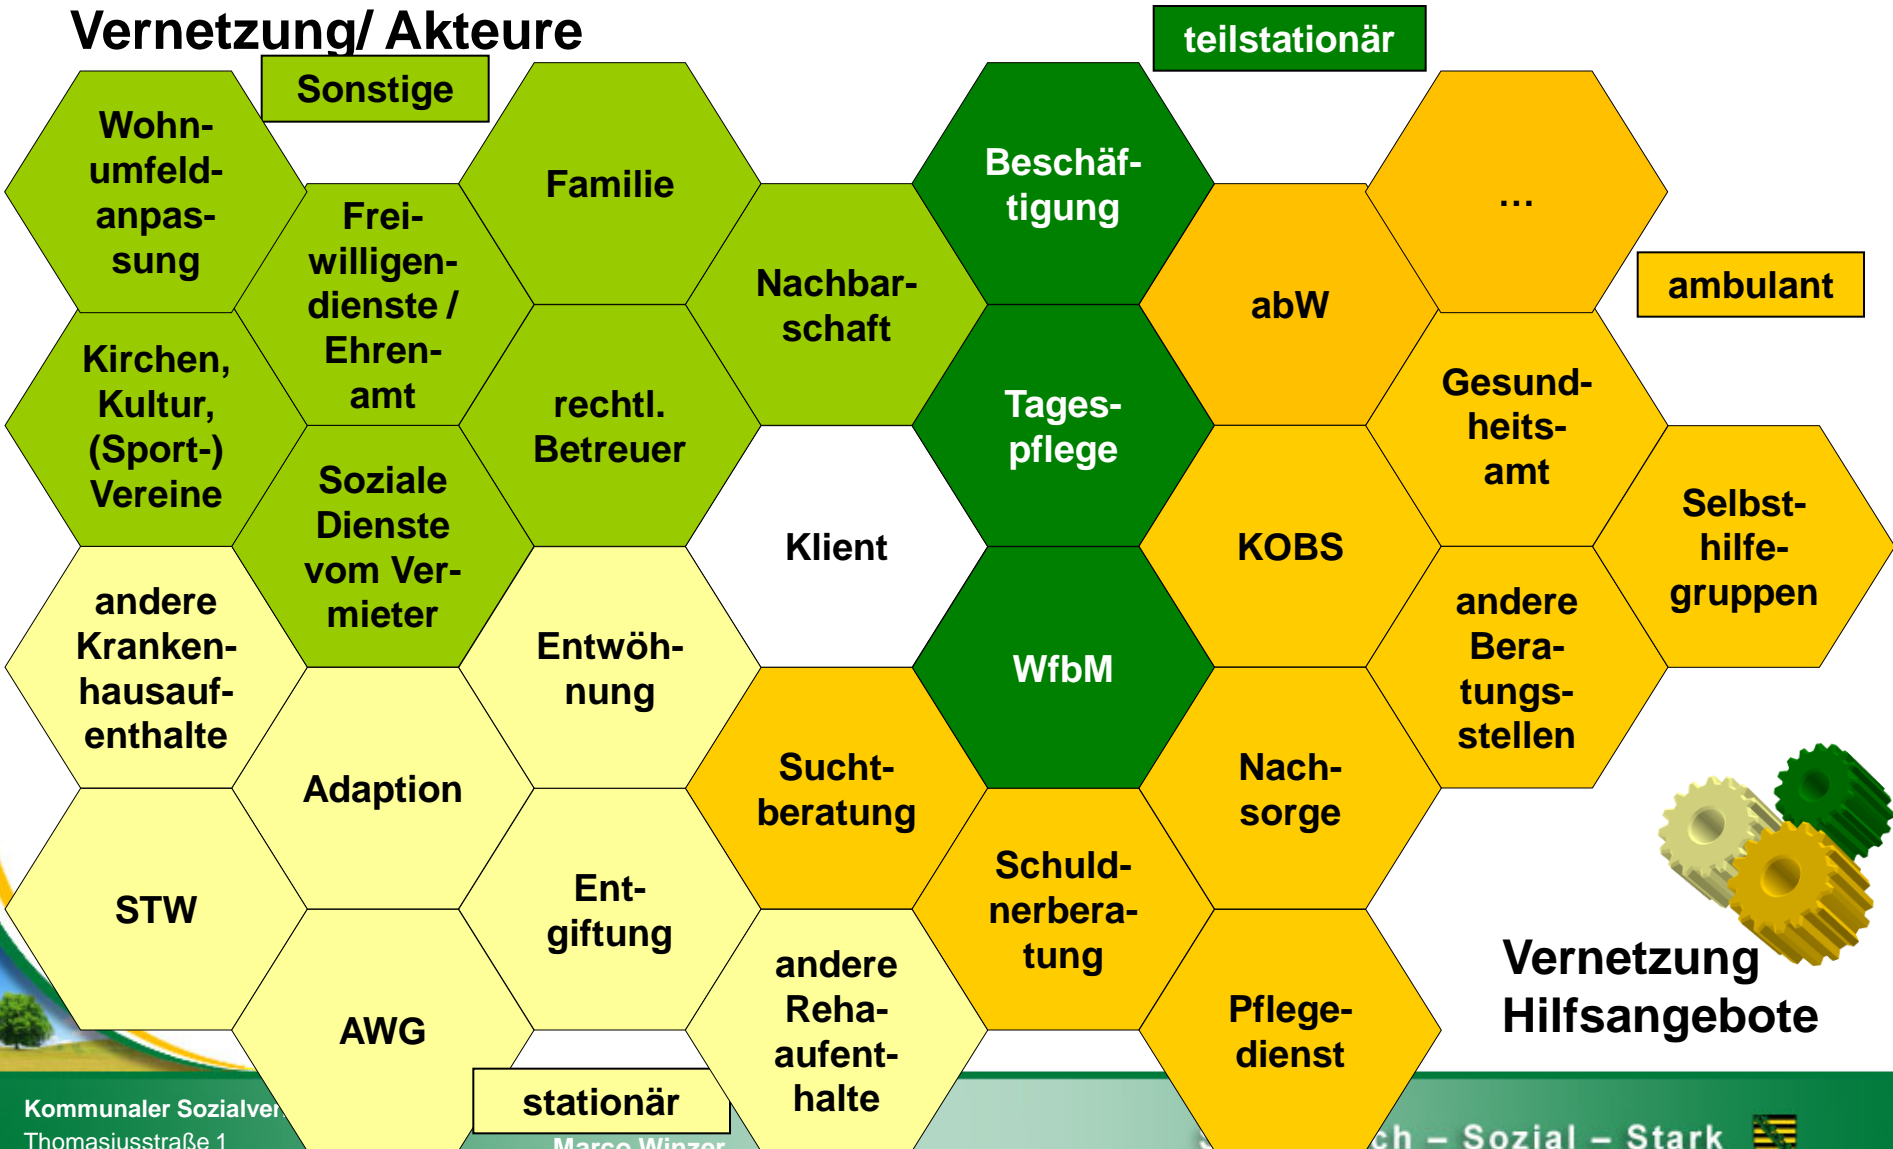 Vernetzung/ Akteure
teilstationär
Sonstige
Wohn-
umfeld-
anpas-
sung
Frei-
willigen-
dienste /
Ehren-
amt
Familie
Nachbar-
schaft
Beschäf-
tigung
abW
…
ambulant
Kirchen,
Kultur,
(Sport-)
Vereine
Soziale
Dienste
vom Ver-
mieter
rechtl.
Betreuer
Klient
Tages-
pflege
KOBS
Gesund-
heits-
amt
Selbst-
hilfe-
gruppen
andere
Kranken-
hausauf-
enthalte
Adaption
Entwöh-
nung
Sucht-
beratung
WfbM
Nach-
sorge
andere
Bera-
tungs-
stellen
STW
AWG
Ent-
giftung
andere
Reha-
aufent-
halte
Schuld-
nerbera-
tung
Pflege-
dienst
Vernetzung
Hilfsangebote
stationär
Kommunaler
Thomasiusstraße 1
Marco Winzer
– Sozial – Stark